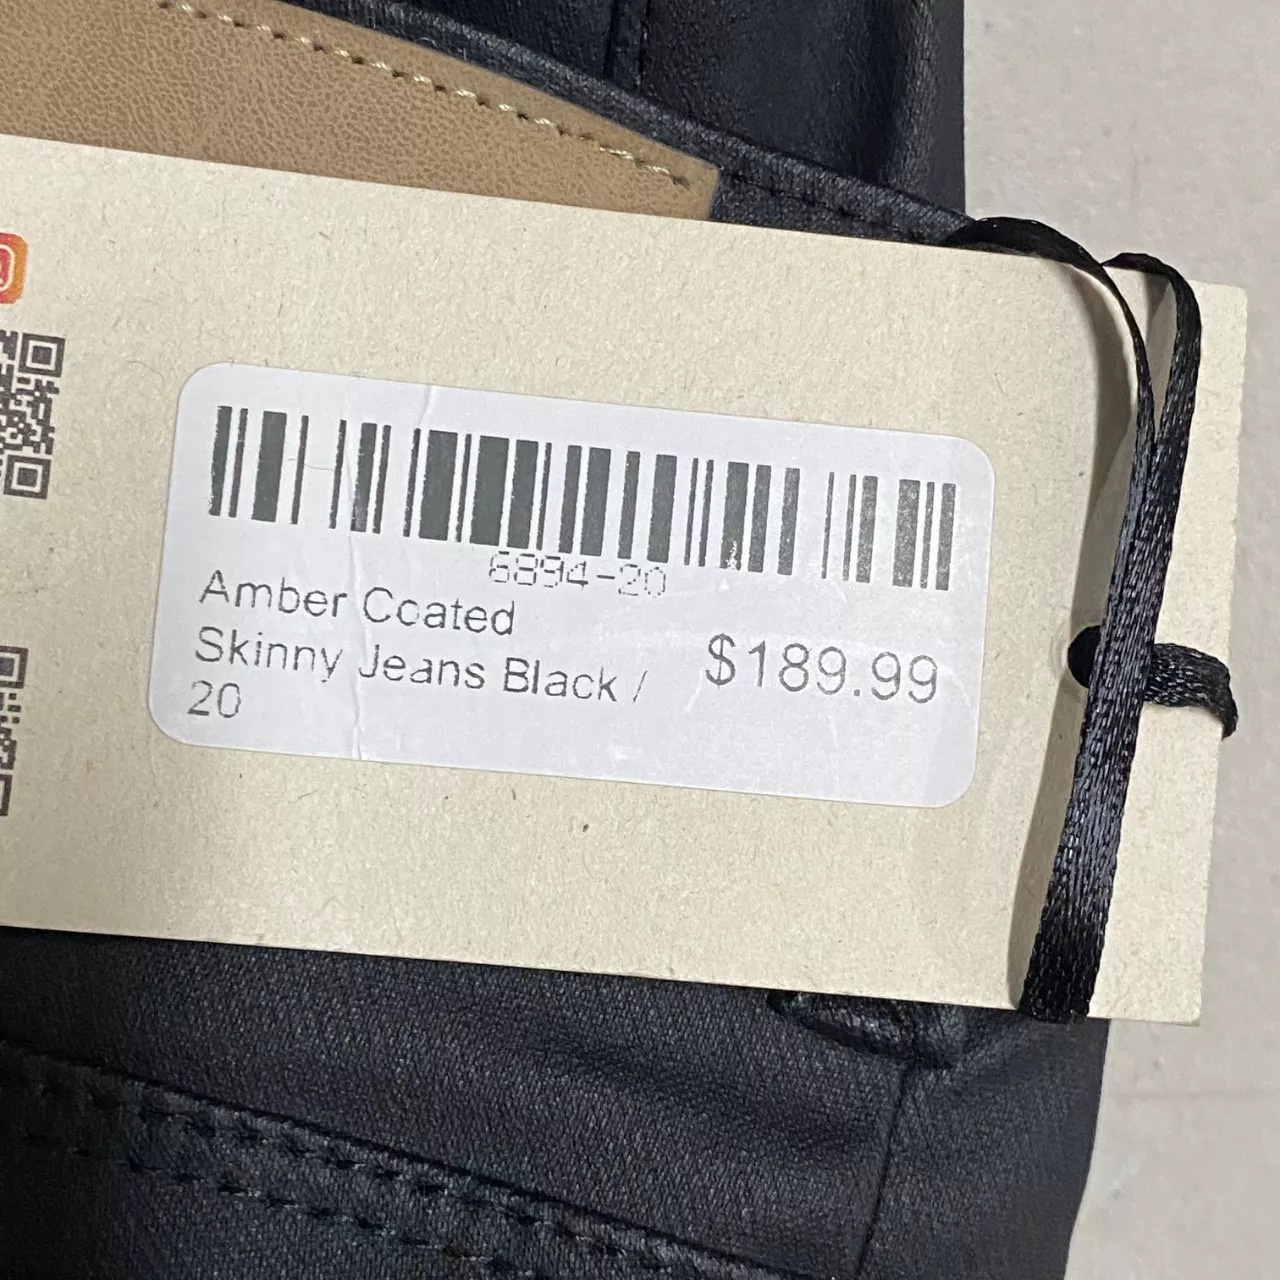 6894-20
Amber Coated
Skinny Jeans Black /
20
$189.99